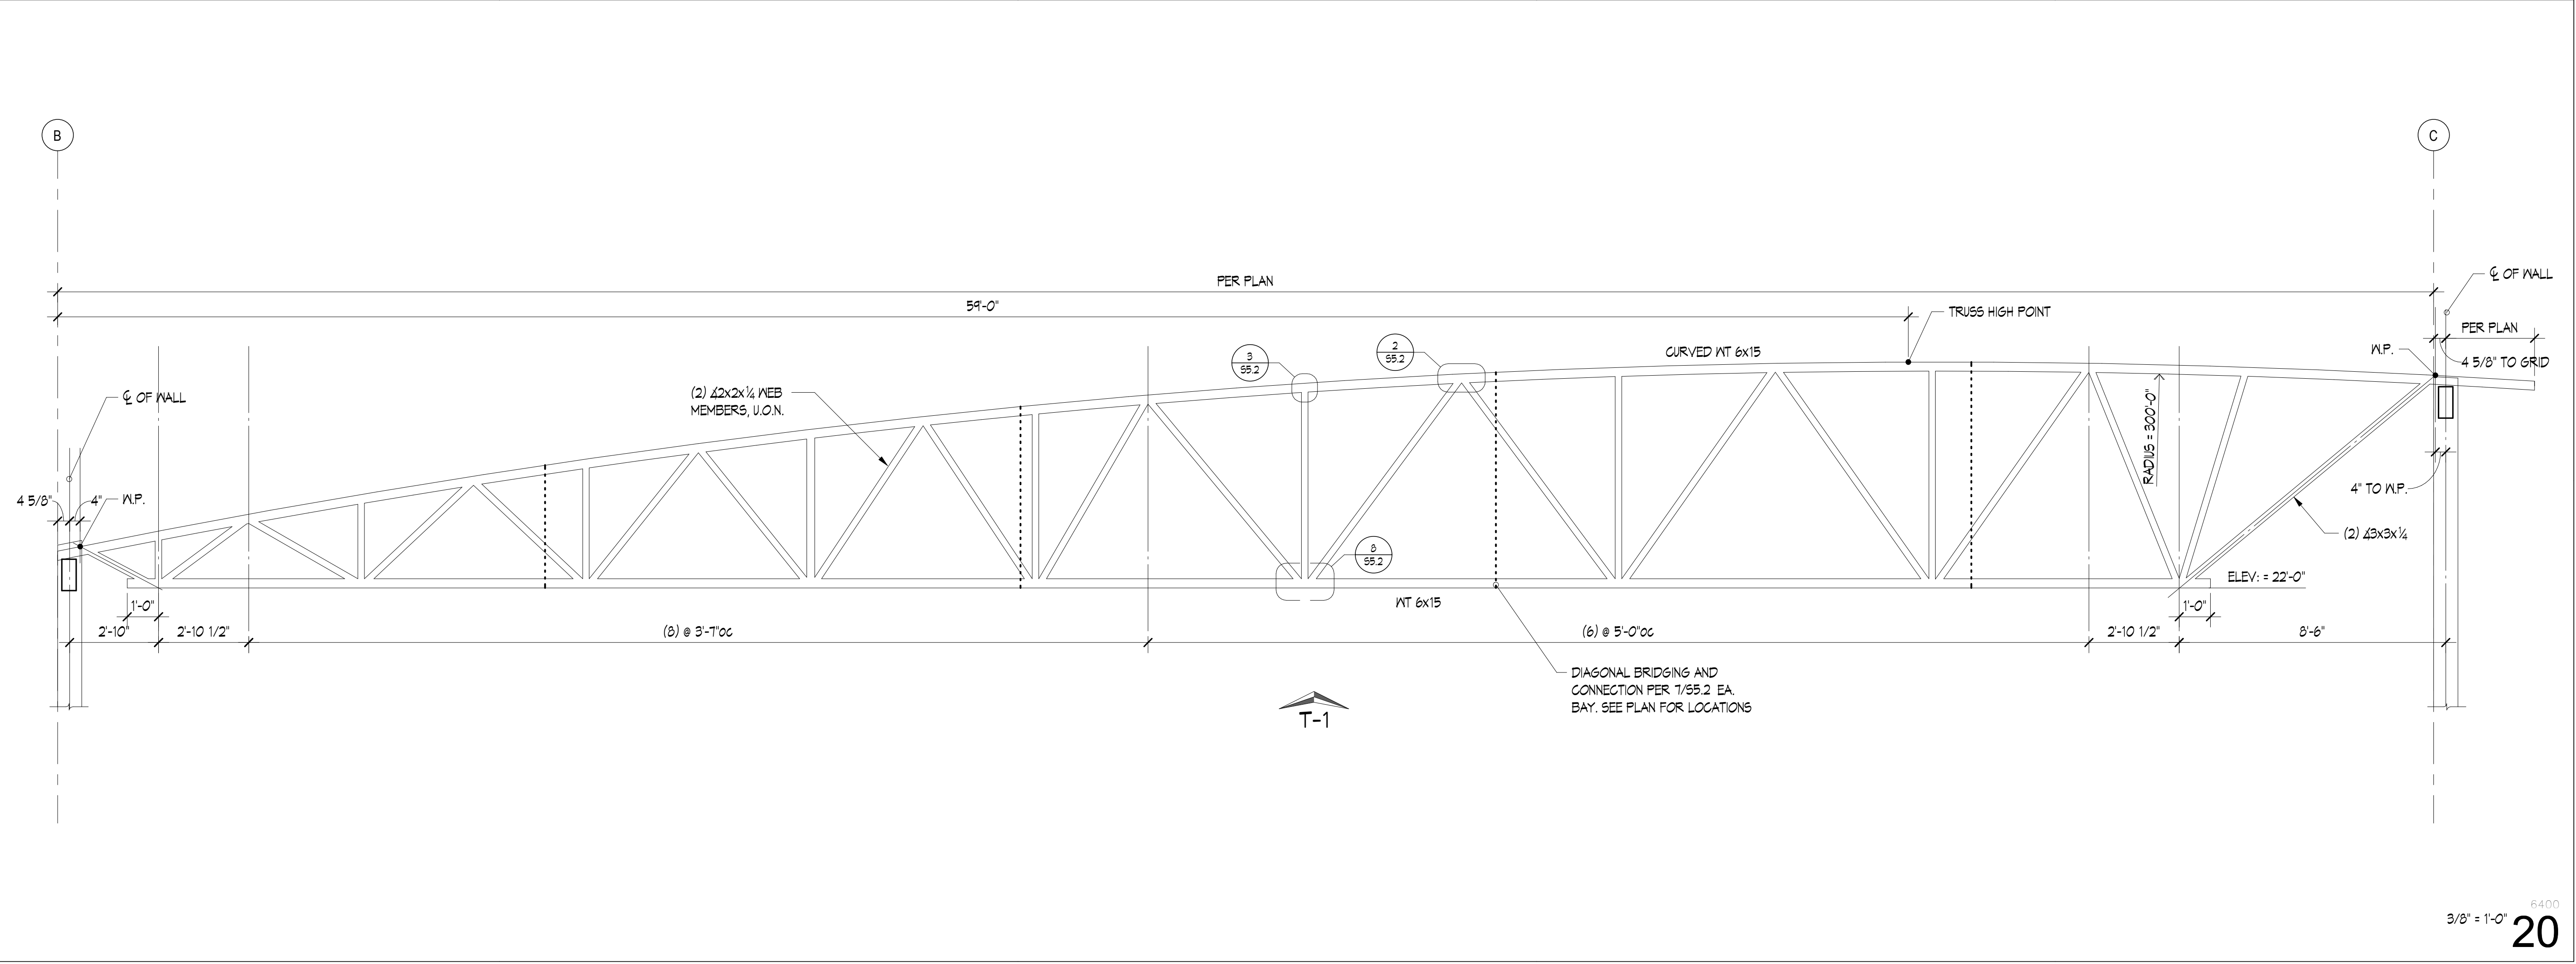 B
C
PER PLAN
59'-0"
℄ OF WALL
TRUSS HIGH POINT
PER PLAN
3
S5.2
2
S5.2
CURVED WT 6x15
W.P.
4 5/8" TO GRID
(2) ∠2x2x¼ WEB
MEMBERS, U.O.N.
℄ OF WALL
RADIUS = 300'-0"
4 5/8"
4"
W.P.
4" TO W.P.
(2) ∠3x3x¼
8
S5.2
ELEV: = 22'-0"
1'-0"
WT 6x15
1'-0"
2'-10"
2'-10 1/2"
(8) @ 3'-7"oc
(6) @ 5'-0"oc
2'-10 1/2"
8'-6"
DIAGONAL BRIDGING AND
CONNECTION PER 7/S5.2 EA.
BAY. SEE PLAN FOR LOCATIONS
T-1
6400
3/8" = 1'-0"
20